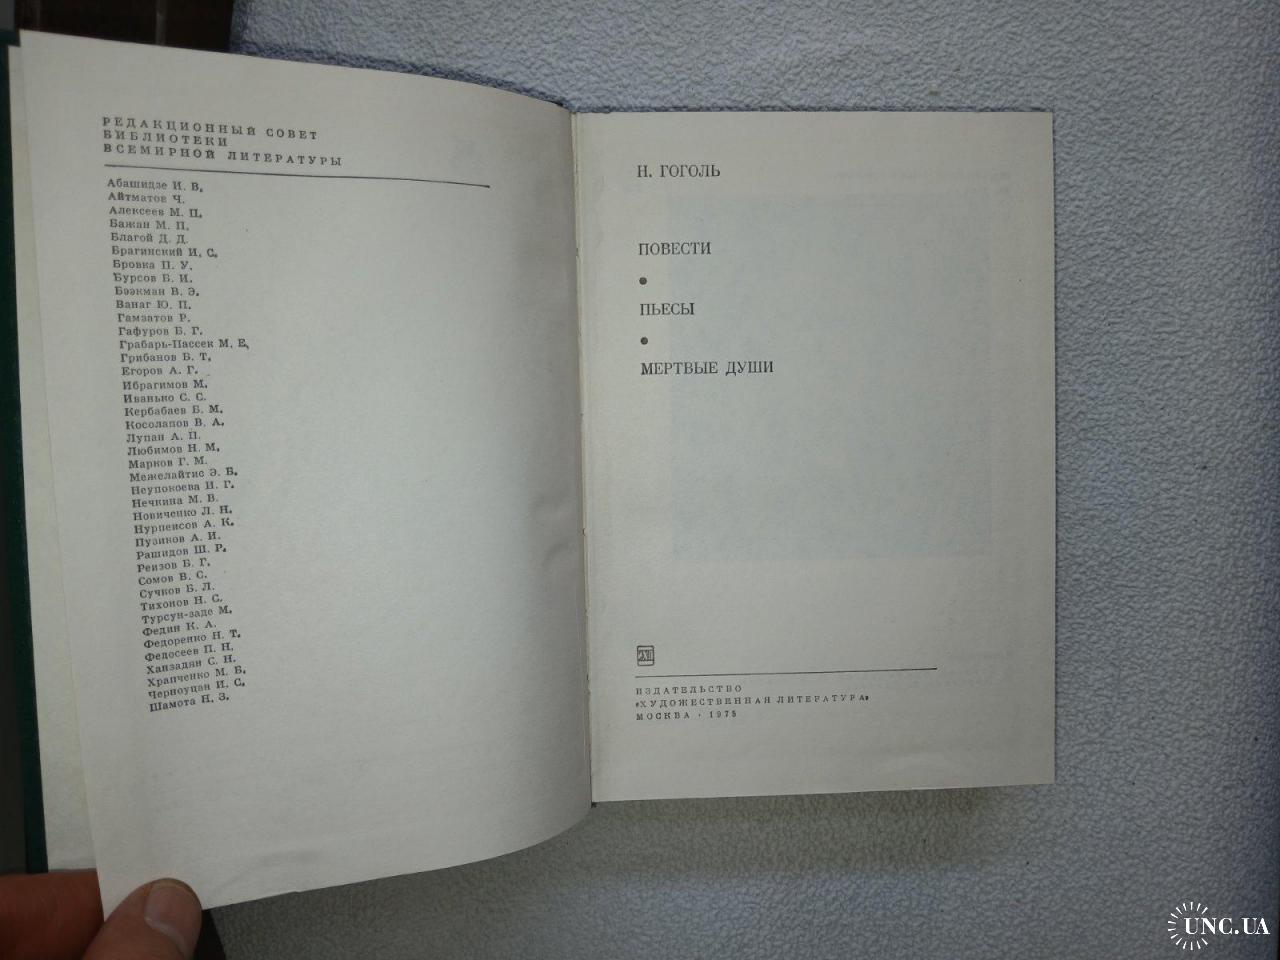 РЕДАКЦИОННЫЙ СОВЕТ
БИБЛИОТЕКИ
ВСЕМИРНОЙ ЛИТЕРАТУРЫ
Абашидзе И. В.
Айтматов Ч.
Алексеев М. П.
Бажан М. П.
Благой Д. Д.
Брагинский И. С.
Бровка П. У.
Бурсов Б. И.
Бээкман В. Э.
Ванаг Ю. П.
Гамзатов Р.
Гафуров Б. Г.
Грабарь-Пассек М. Е.
Грибанов Б. Т.
Егоров А. Г.
Ибрагимов М.
Иванько С. С.
Кербабаев Б. М.
Косолапов В. А.
Лупан А. П.
Любимов Н. М.
Марков Г. М.
Межелайтис Э. Б.
Неупокоева И. Г.
Нечкина М. В.
Новиченко Л. Н.
Нурпеисов А. К.
Пузиков А. И.
Рашидов Ш. Р.
Реизов Б. Г.
Сомов В. С.
Сучков Б. Л.
Тихонов Н. С.
Турсун-заде М.
Федин К. А.
Федоренко Н. Т.
Федосеев П. Н.
Ханзадян С. Н.
Храпченко М. Б.
Черноуцан И. С.
Шамота Н. З.
Н. ГОГОЛЬ
ПОВЕСТИ
•
ПЬЕСЫ
•
МЕРТВЫЕ ДУШИ
ХЛ
ИЗДАТЕЛЬСТВО
«ХУДОЖЕСТВЕННАЯ ЛИТЕРАТУРА»
МОСКВА · 1975
UNC.UA